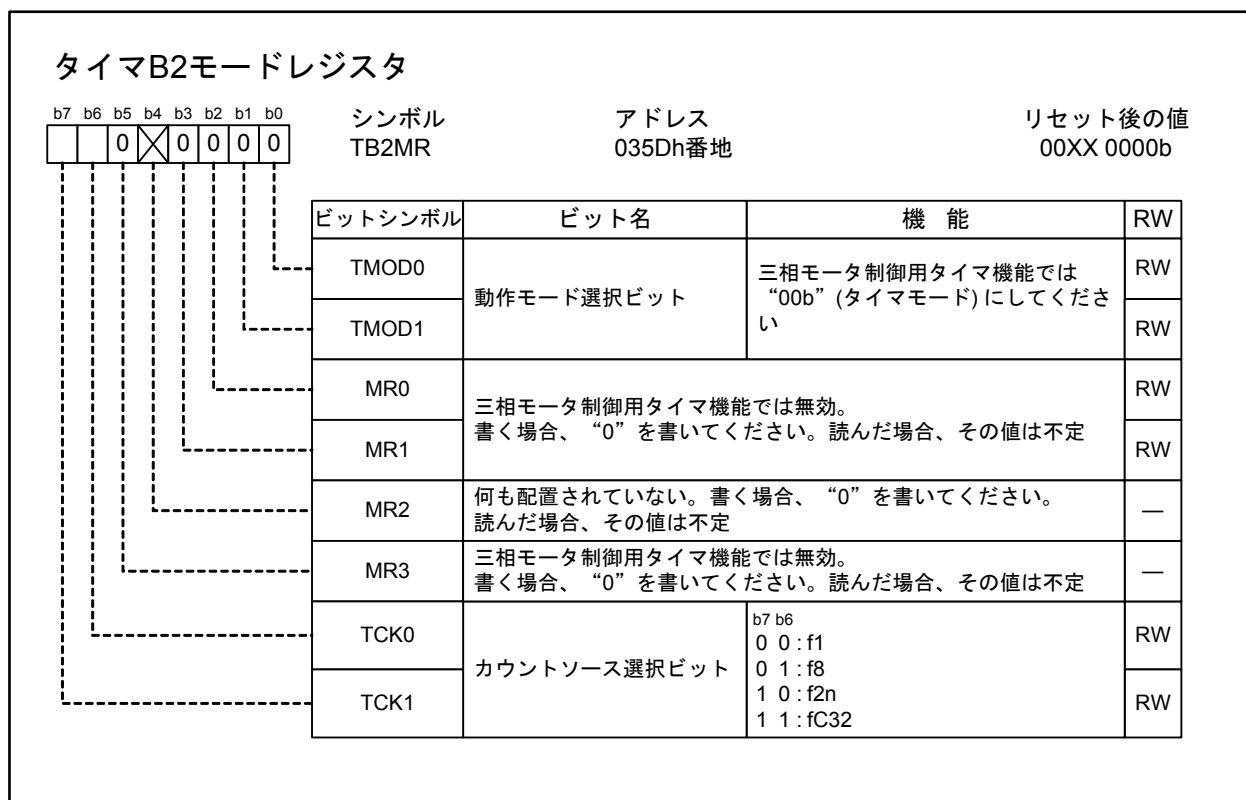 タイマB2モードレジスタ
b7 b6 b5 b4 b3 b2 b1 b0
0 0 0 0 0
シンボル アドレス リセット後の値
TB2MR 035Dh番地 00XX 0000b
ビットシンボル ビット名 機 能 RW
TMOD0 動作モード選択ビット 三相モータ制御用タイマ機能では RW
“00b” (タイマモード) にしてくださ
い
TMOD1 RW
MR0 三相モータ制御用タイマ機能では無効。 RW
書く場合、“0”を書いてください。読んだ場合、その値は不定
MR1 RW
MR2 何も配置されていない。書く場合、“0”を書いてください。 —
読んだ場合、その値は不定
MR3 三相モータ制御用タイマ機能では無効。 —
書く場合、“0”を書いてください。読んだ場合、その値は不定
TCK0 カウントソース選択ビット b7 b6 RW
0 0 : f1
0 1 : f8
TCK1 1 0 : f2n RW
1 1 : fC32